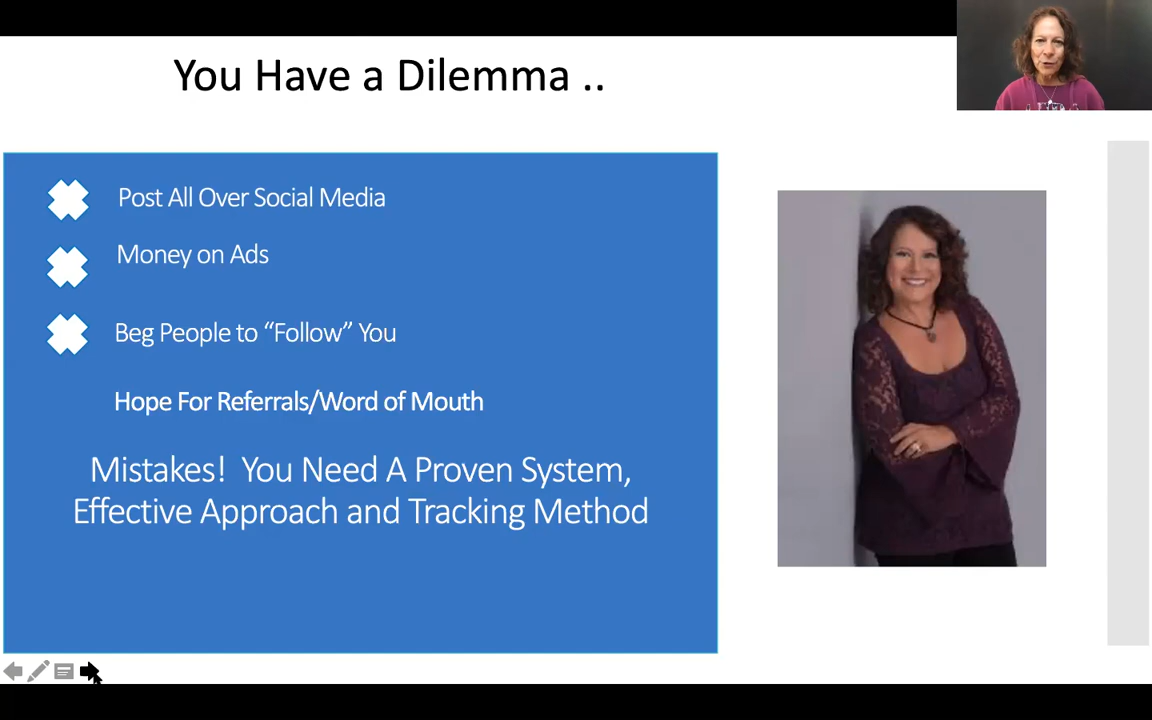 You Have a Dilemma ..
Post All Over Social Media
Money on Ads
Beg People to “Follow” You
Hope For Referrals/Word of Mouth
Mistakes!  You Need A Proven System,
Effective Approach and Tracking Method